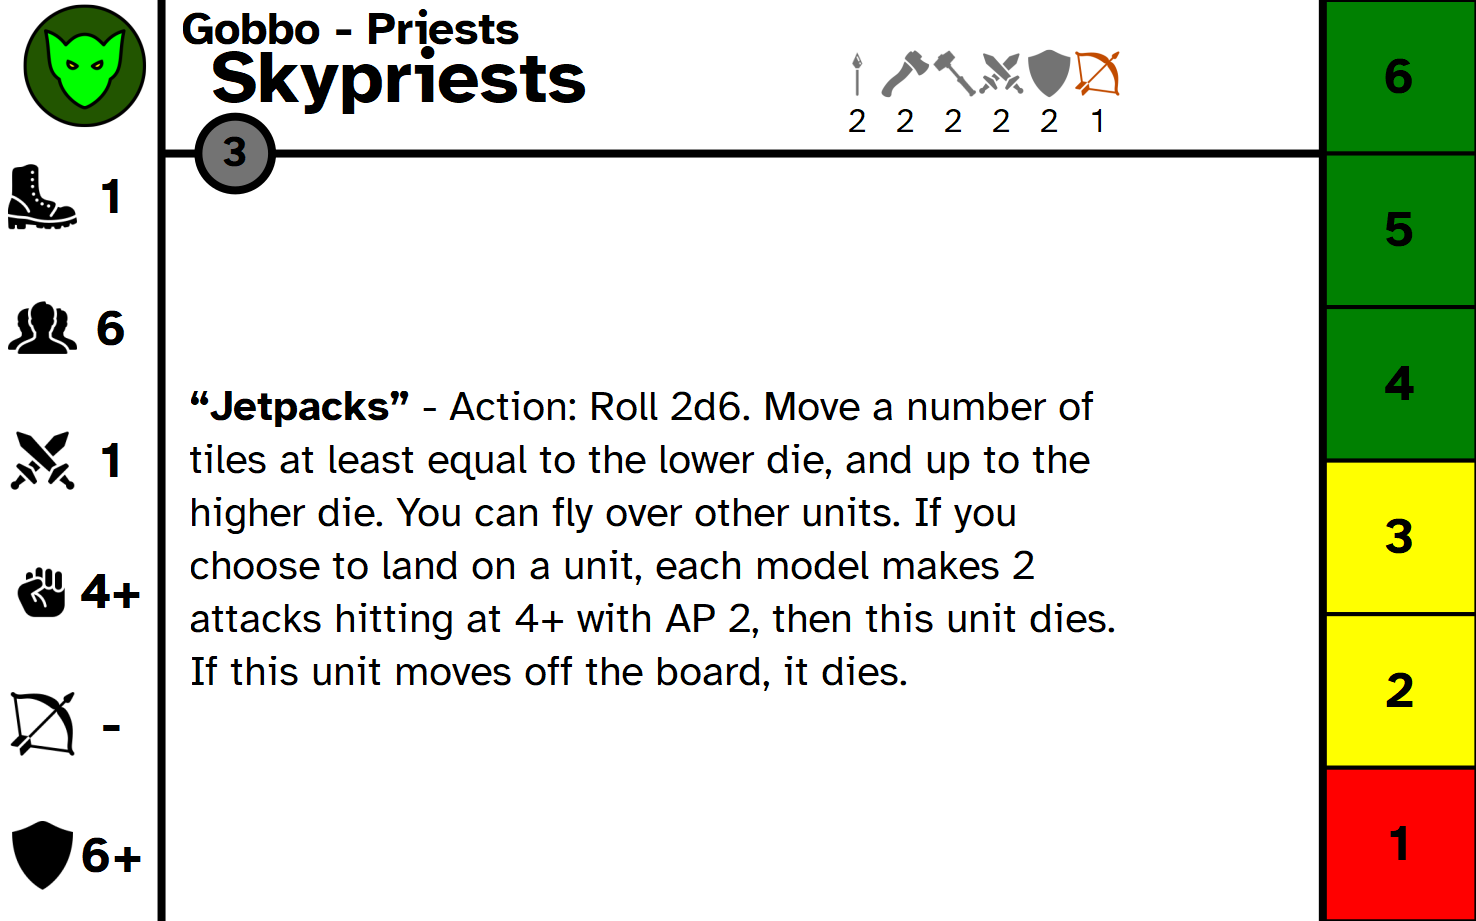 Gobbo - Priests
Skypriests
2 2 2 2 2 1
3
1
6
1
4+
-
6+
“Jetpacks” - Action: Roll 2d6. Move a number of
tiles at least equal to the lower die, and up to the
higher die. You can fly over other units. If you
choose to land on a unit, each model makes 2
attacks hitting at 4+ with AP 2, then this unit dies.
If this unit moves off the board, it dies.
6
5
4
3
2
1